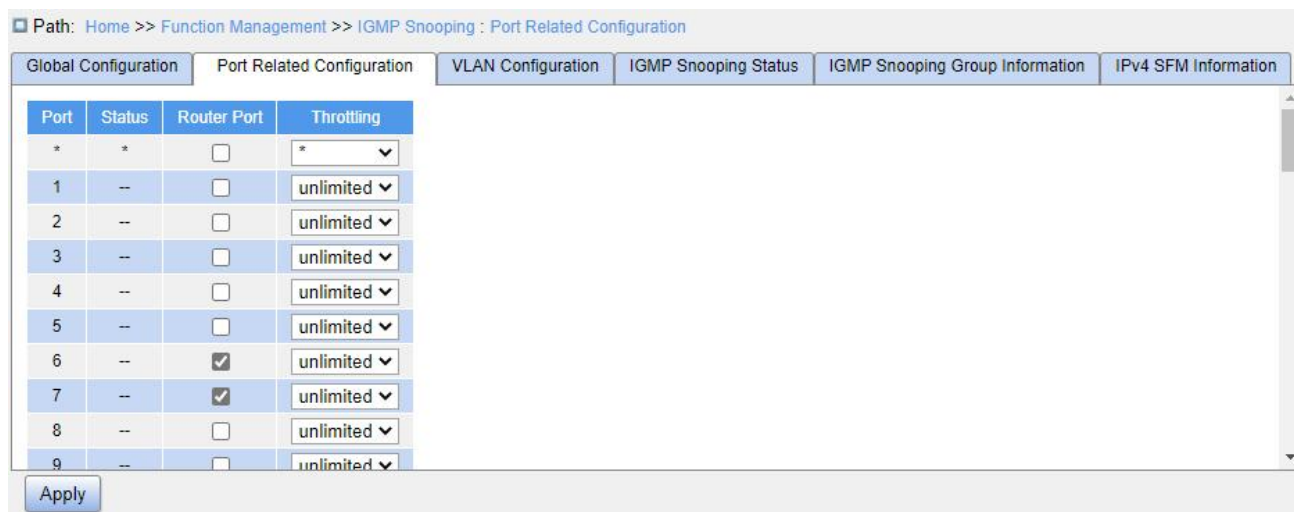 Path: Home >> Function Management >> IGMP Snooping : Port Related Configuration
Global Configuration Port Related Configuration VLAN Configuration IGMP Snooping Status IGMP Snooping Group Information IPv4 SFM Information
Port Status Router Port Throttling
* * *
1 -- unlimited
2 -- unlimited
3 -- unlimited
4 -- unlimited
5 -- unlimited
6 -- unlimited
7 -- unlimited
8 -- unlimited
9 -- unlimited
Apply